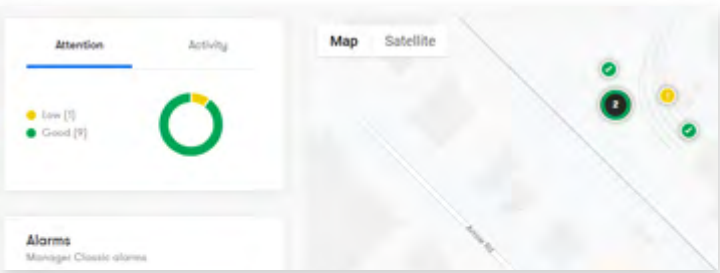 Attention Activity
Low (1)
Good (9)
Alarms
Manager Classic alarms
Map Satellite
2